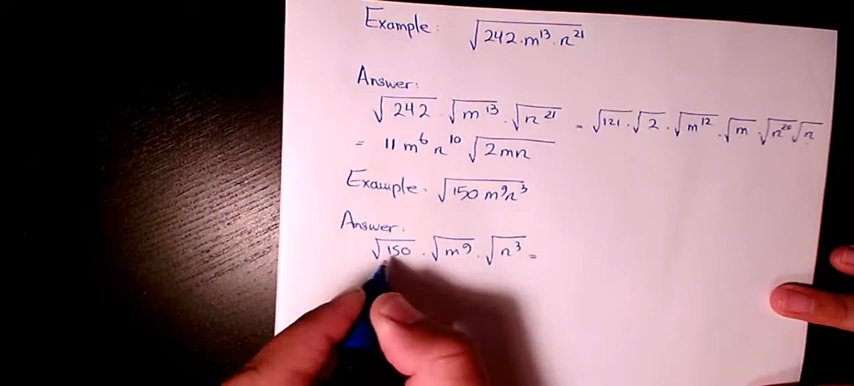 Example: √242·m¹³·n²¹
Answer:
√242 · √m¹³ · √n²¹ = √121·√2·√m¹²·√m·√n²⁰√n
= 11 m⁶ n¹⁰ √2mn
Example. √150 m⁹n³
Answer:
√150 · √m⁹ · √n³ =